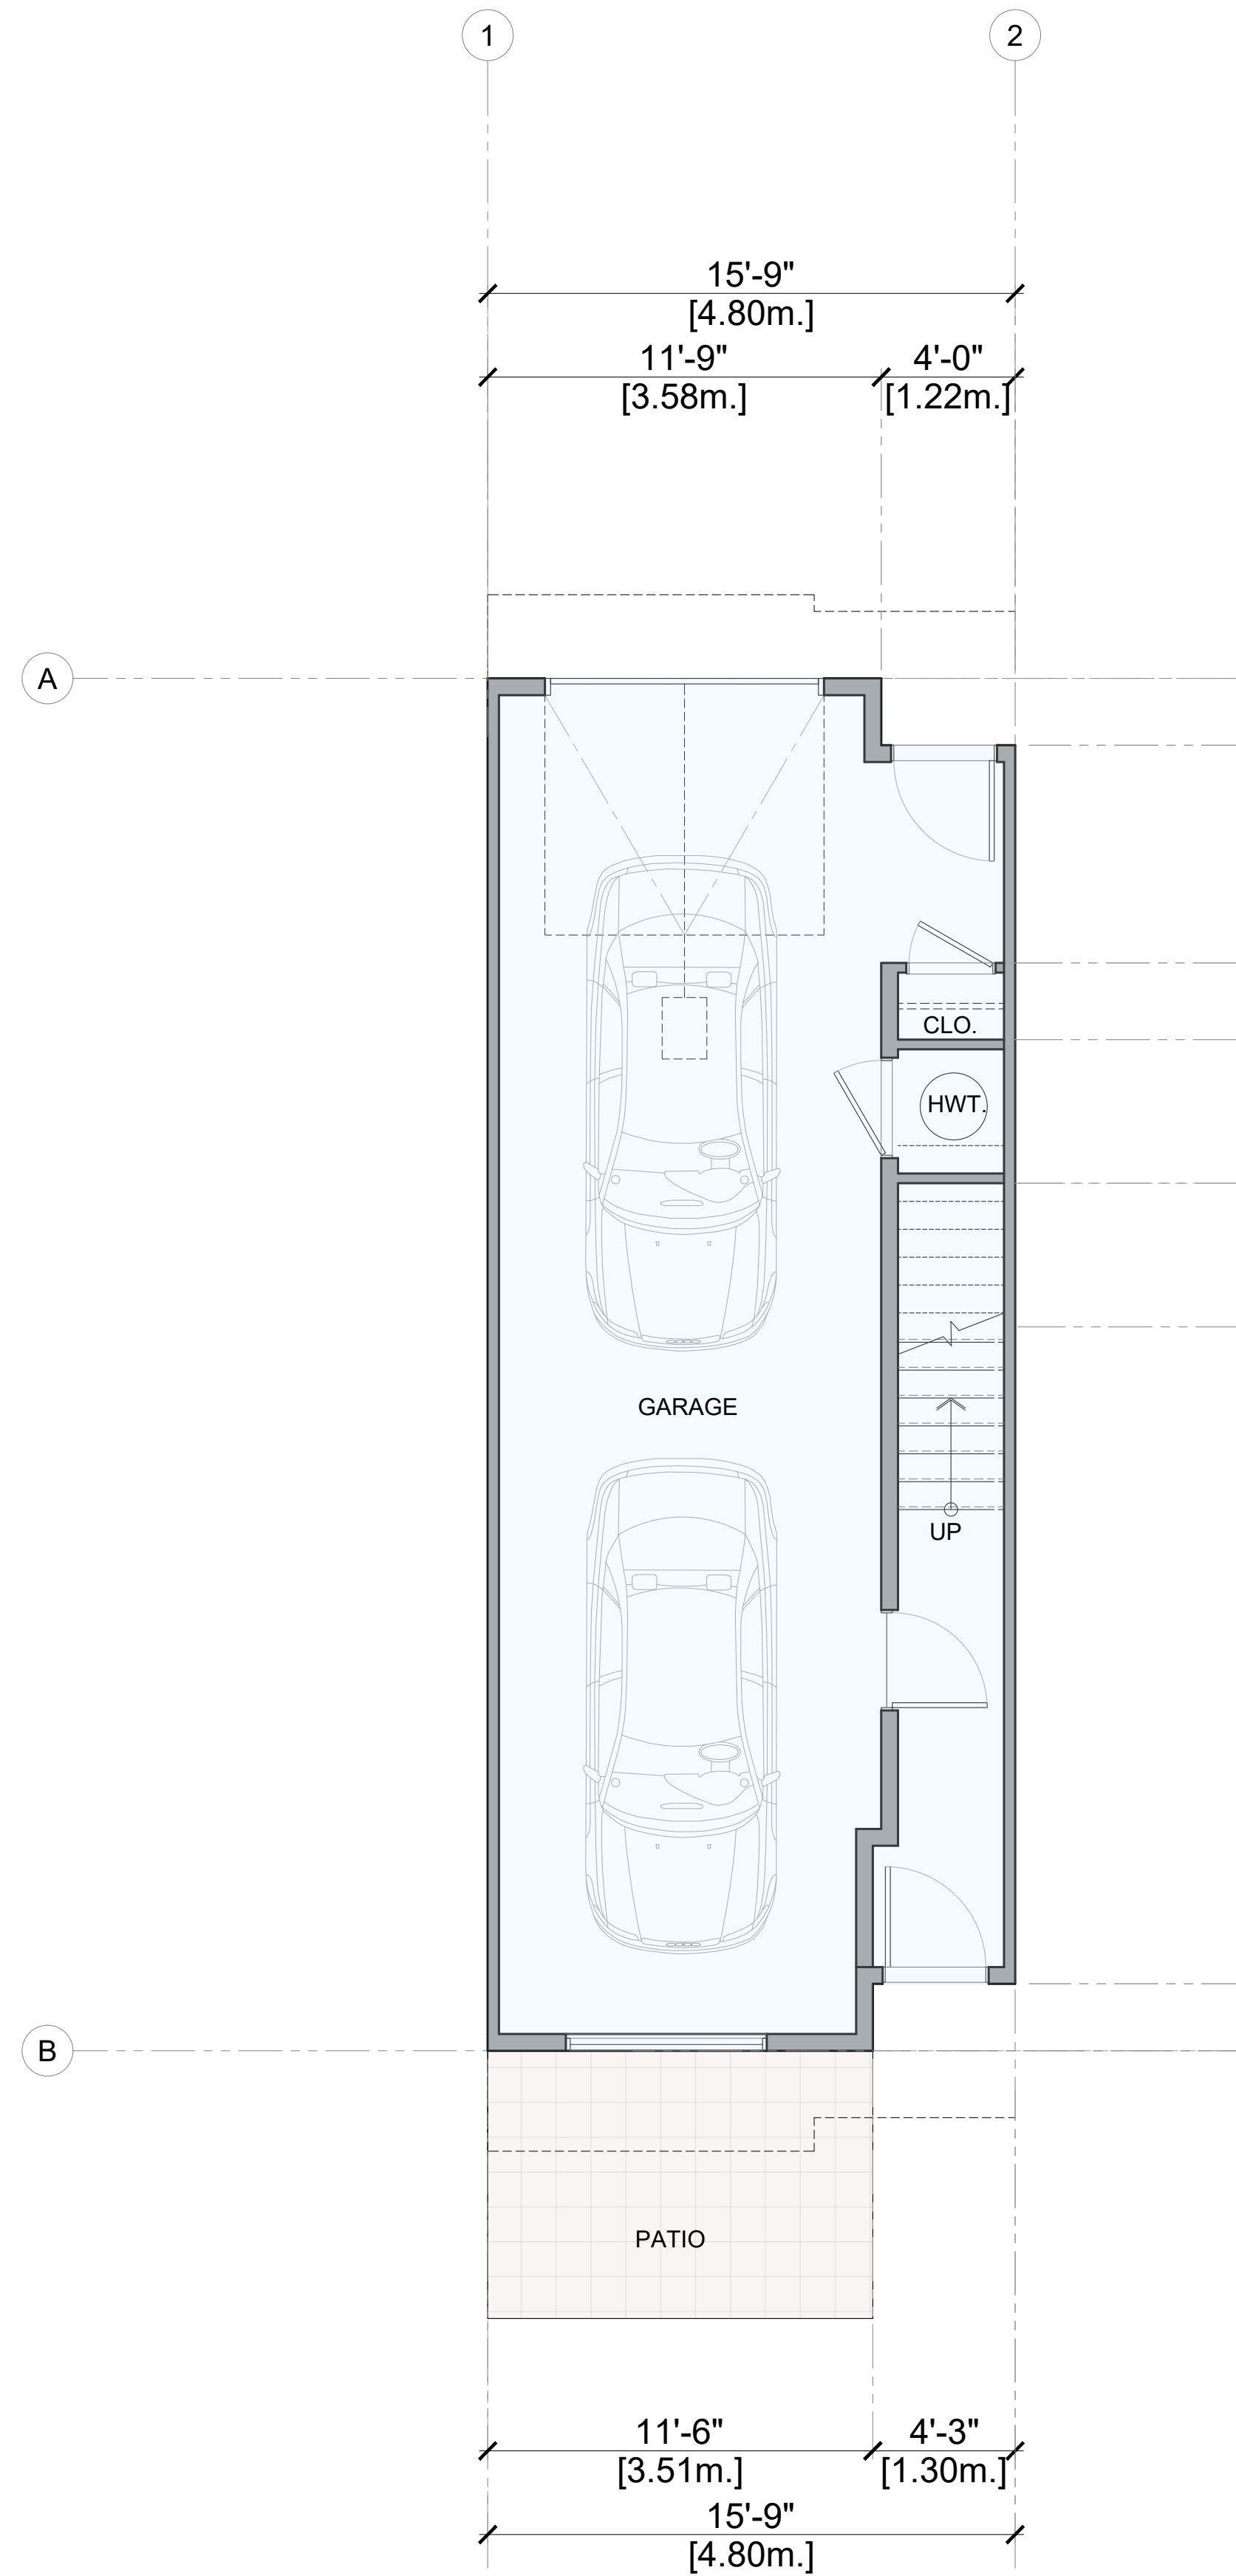 1
2
15'-9"
[4.80m.]
11'-9"
4'-0"
[3.58m.]
[1.22m.]
A
CLO.
HWT.
GARAGE
UP
B
PATIO
11'-6"
4'-3"
[3.51m.]
[1.30m.]
15'-9"
[4.80m.]